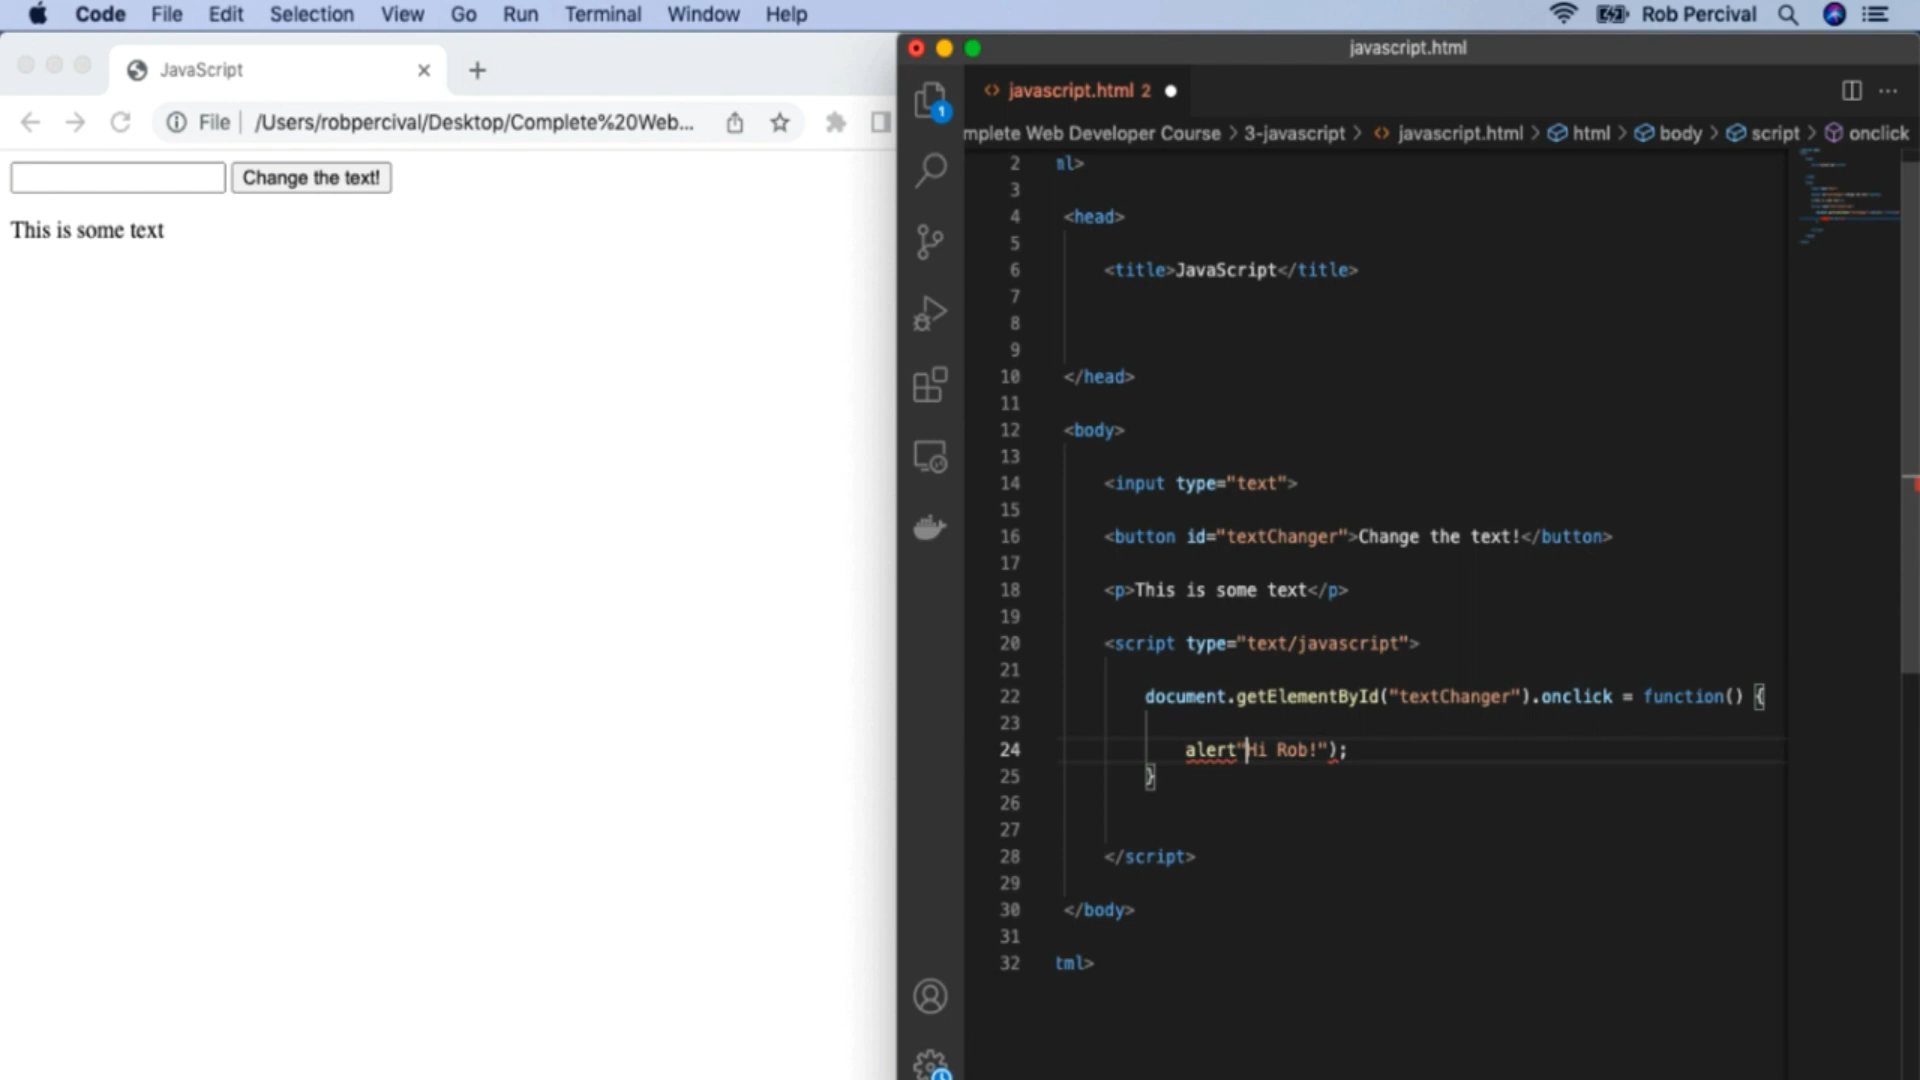 Code File Edit Selection View Go Run Terminal Window Help Rob Percival
JavaScript
File /Users/robpercival/Desktop/Complete%20Web...
Change the text!
This is some text
javascript.html
javascript.html 2
1
mplete Web Developer Course > 3-javascript > javascript.html > html > body > script > onclick
2 ml>
3
4 <head>
5
6 <title>JavaScript</title>
7
8
9
10 </head>
11
12 <body>
13
14 <input type="text">
15
16 <button id="textChanger">Change the text!</button>
17
18 <p>This is some text</p>
19
20 <script type="text/javascript">
21
22 document.getElementById("textChanger").onclick = function() {
23
24 alert"Hi Rob!");
25 }
26
27
28 </script>
29
30 </body>
31
32 tml>